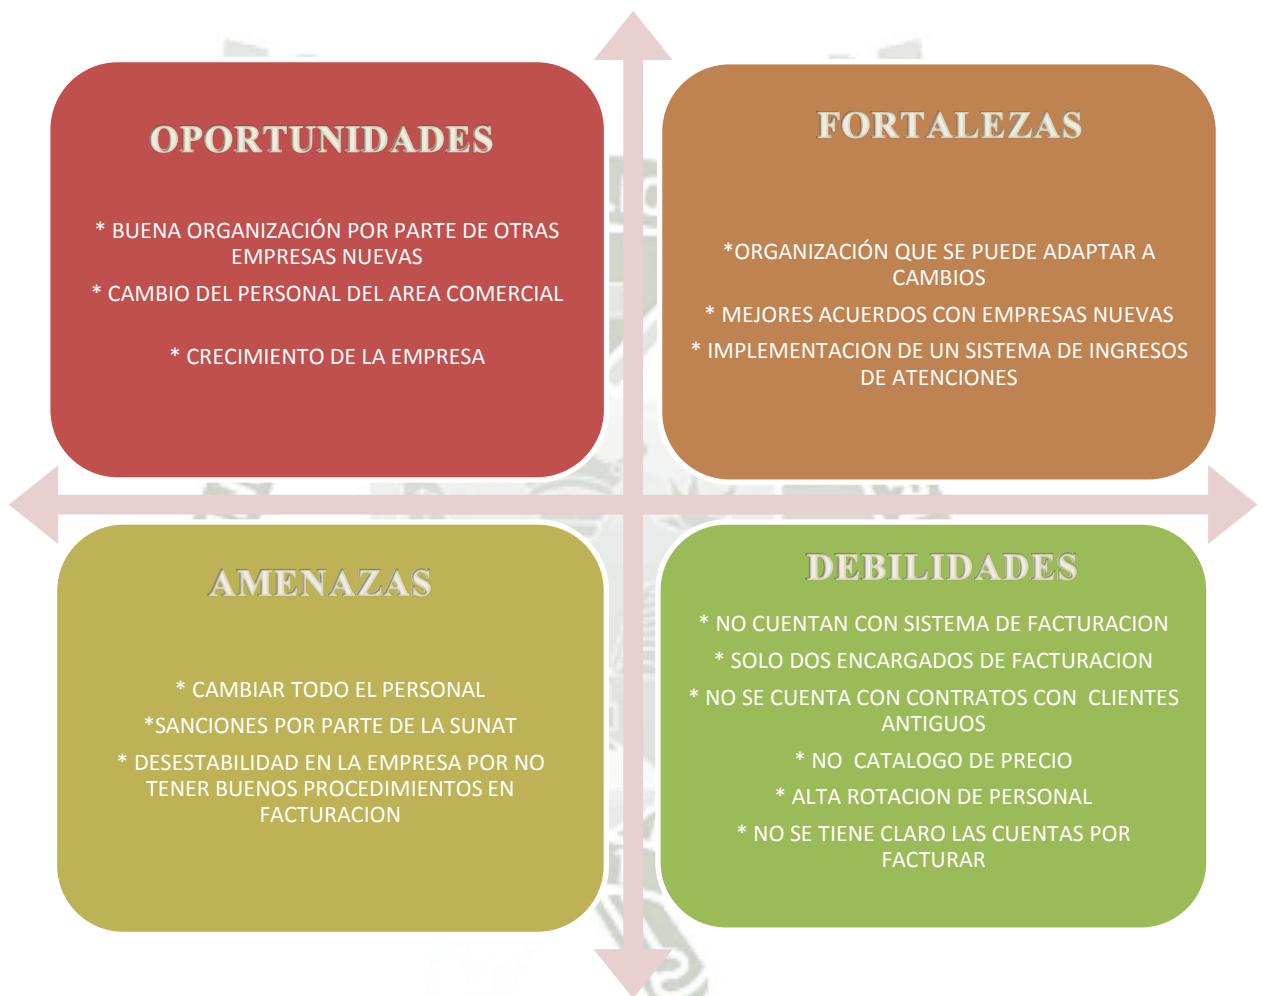 OPORTUNIDADES
* BUENA ORGANIZACIÓN POR PARTE DE OTRAS
EMPRESAS NUEVAS
* CAMBIO DEL PERSONAL DEL AREA COMERCIAL
* CRECIMIENTO DE LA EMPRESA
FORTALEZAS
*ORGANIZACIÓN QUE SE PUEDE ADAPTAR A
CAMBIOS
* MEJORES ACUERDOS CON EMPRESAS NUEVAS
* IMPLEMENTACION DE UN SISTEMA DE INGRESOS
DE ATENCIONES
AMENAZAS
* CAMBIAR TODO EL PERSONAL
*SANCIONES POR PARTE DE LA SUNAT
* DESESTABILIDAD EN LA EMPRESA POR NO
TENER BUENOS PROCEDIMIENTOS EN
FACTURACION
DEBILIDADES
* NO CUENTAN CON SISTEMA DE FACTURACION
* SOLO DOS ENCARGADOS DE FACTURACION
* NO SE CUENTA CON CONTRATOS CON  CLIENTES
ANTIGUOS
* NO  CATALOGO DE PRECIO
* ALTA ROTACION DE PERSONAL
* NO SE TIENE CLARO LAS CUENTAS POR
FACTURAR